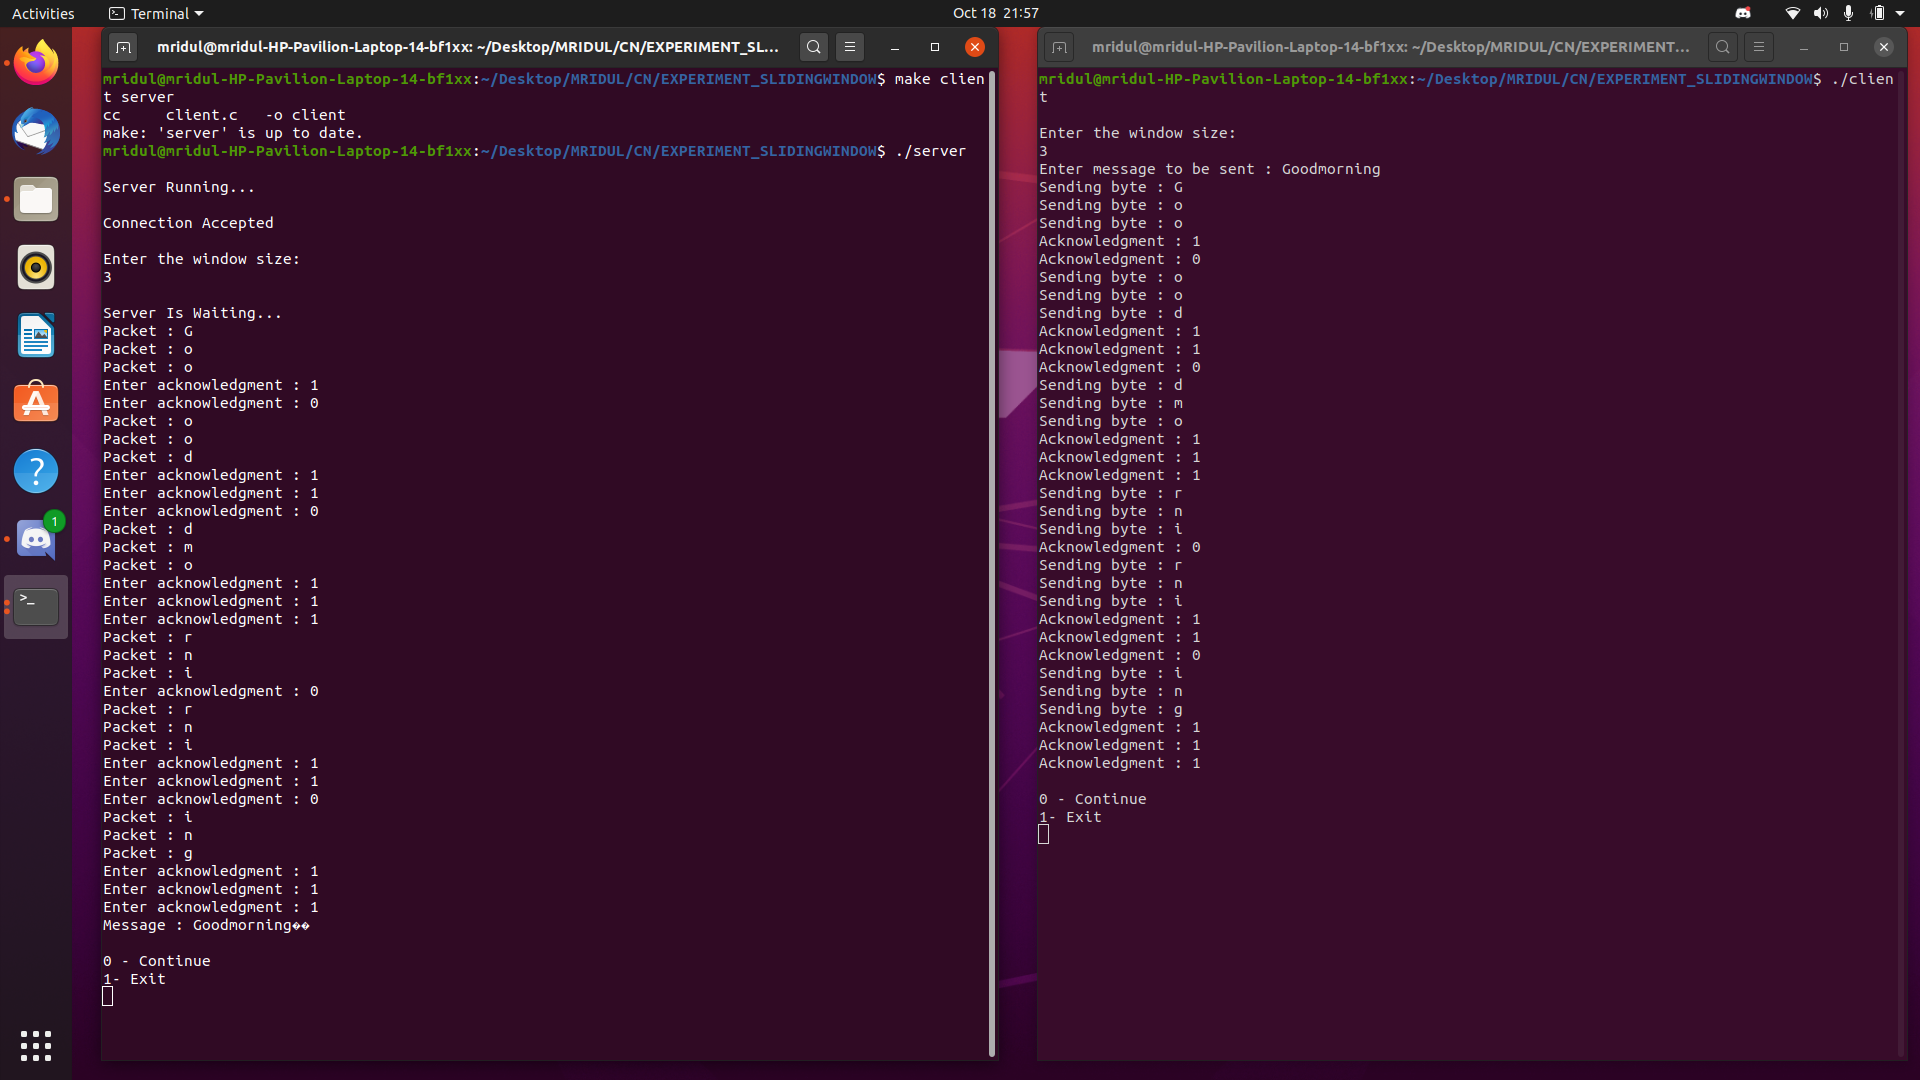 Activities
Terminal
Oct 18 21:57
mridul@mridul-HP-Pavilion-Laptop-14-bf1xx: ~/Desktop/MRIDUL/CN/EXPERIMENT_SL...
mridul@mridul-HP-Pavilion-Laptop-14-bf1xx:~/Desktop/MRIDUL/CN/EXPERIMENT_SLIDINGWINDOW$ make clien
t server
cc     client.c   -o client
make: 'server' is up to date.
mridul@mridul-HP-Pavilion-Laptop-14-bf1xx:~/Desktop/MRIDUL/CN/EXPERIMENT_SLIDINGWINDOW$ ./server
Server Running...
Connection Accepted
Enter the window size:
3
Server Is Waiting...
Packet : G
Packet : o
Packet : o
Enter acknowledgment : 1
Enter acknowledgment : 0
Packet : o
Packet : o
Packet : d
Enter acknowledgment : 1
Enter acknowledgment : 1
Enter acknowledgment : 0
Packet : d
Packet : m
Packet : o
Enter acknowledgment : 1
Enter acknowledgment : 1
Enter acknowledgment : 1
Packet : r
Packet : n
Packet : i
Enter acknowledgment : 0
Packet : r
Packet : n
Packet : i
Enter acknowledgment : 1
Enter acknowledgment : 1
Enter acknowledgment : 0
Packet : i
Packet : n
Packet : g
Enter acknowledgment : 1
Enter acknowledgment : 1
Enter acknowledgment : 1
Message : Goodmorning��
0 - Continue
1- Exit
mridul@mridul-HP-Pavilion-Laptop-14-bf1xx: ~/Desktop/MRIDUL/CN/EXPERIMENT...
mridul@mridul-HP-Pavilion-Laptop-14-bf1xx:~/Desktop/MRIDUL/CN/EXPERIMENT_SLIDINGWINDOW$ ./clien
t
Enter the window size:
3
Enter message to be sent : Goodmorning
Sending byte : G
Sending byte : o
Sending byte : o
Acknowledgment : 1
Acknowledgment : 0
Sending byte : o
Sending byte : o
Sending byte : d
Acknowledgment : 1
Acknowledgment : 1
Acknowledgment : 0
Sending byte : d
Sending byte : m
Sending byte : o
Acknowledgment : 1
Acknowledgment : 1
Acknowledgment : 1
Sending byte : r
Sending byte : n
Sending byte : i
Acknowledgment : 0
Sending byte : r
Sending byte : n
Sending byte : i
Acknowledgment : 1
Acknowledgment : 1
Acknowledgment : 0
Sending byte : i
Sending byte : n
Sending byte : g
Acknowledgment : 1
Acknowledgment : 1
Acknowledgment : 1
0 - Continue
1- Exit
1